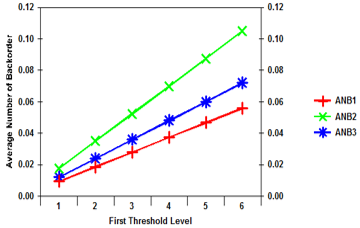 0.12 0.12
0.10 0.10
0.08 0.08
0.06 0.06
0.04 0.04
0.02 0.02
0.00 0.00
Average Number of Backorder
1 2 3 4 5 6
First Threshold Level
ANB1
ANB2
ANB3